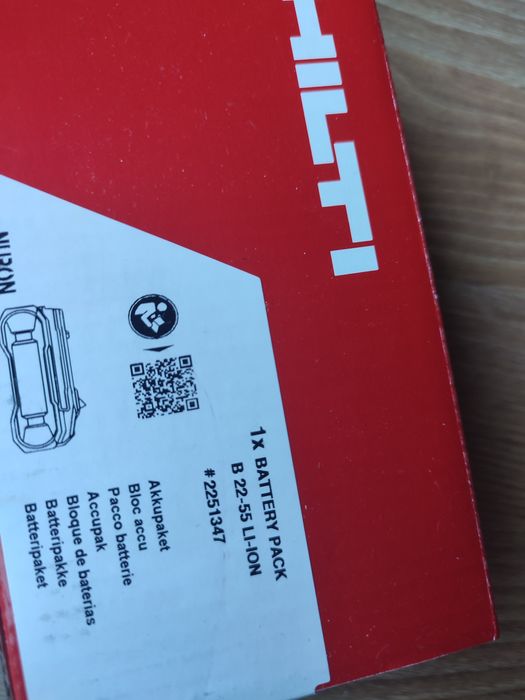 HILTI
NURON
1x BATTERY PACK
B 22-55 LI-ION
# 2251347
Akkupaket
Bloc accu
Pacco batterie
Accupak
Bloque de baterias
Batteripakke
Batteripaket